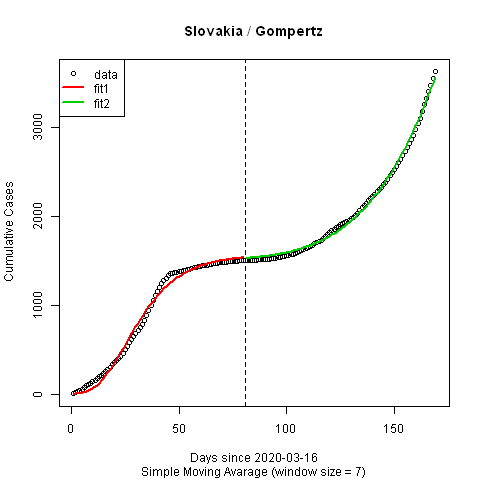 Slovakia / Gompertz
data
fit1
fit2
Cumulative Cases
3000
2000
1000
0
0 50 100 150
Days since 2020-03-16
Simple Moving Avarage (window size = 7)